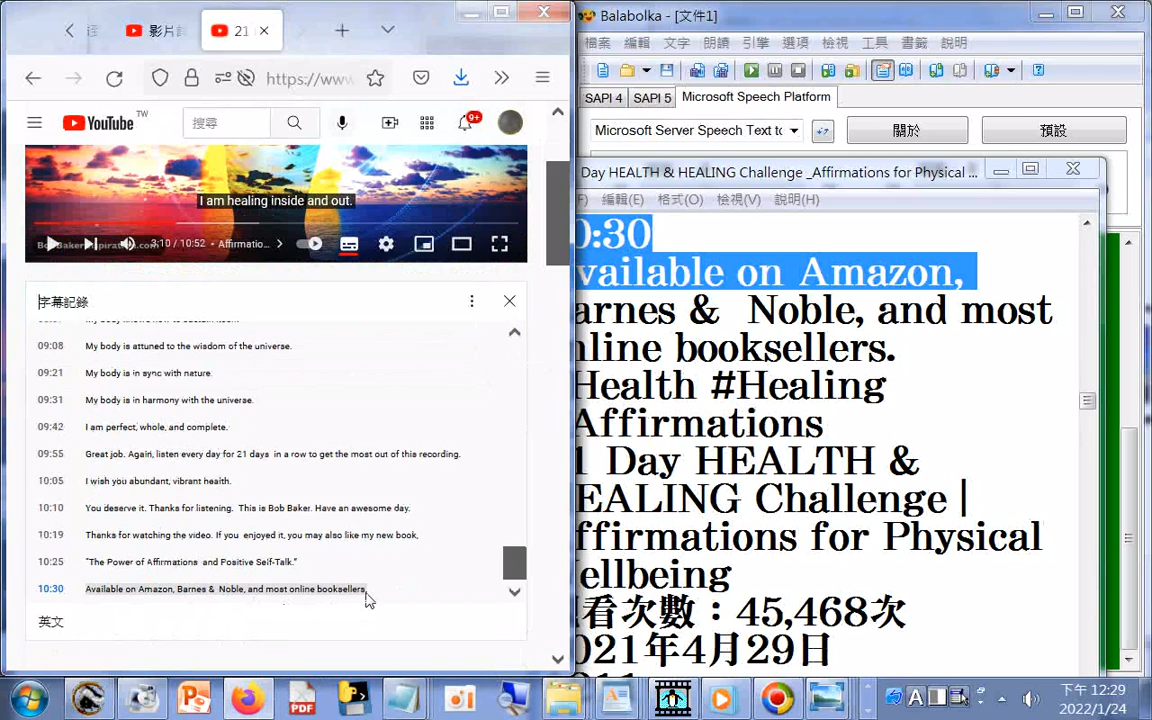 21
https://www
YouTube TW
搜尋
9+
I am healing inside and out.
3:10 / 10:52 • Affirmatio...
字幕記錄
09:08 My body is attuned to the wisdom of the universe.
09:21 My body is in sync with nature.
09:31 My body is in harmony with the universe.
09:42 I am perfect, whole, and complete.
09:55 Great job. Again, listen every day for 21 days in a row to get the most out of this recording.
10:05 I wish you abundant, vibrant health.
10:10 You deserve it. Thanks for listening. This is Bob Baker. Have an awesome day.
10:19 Thanks for watching the video. If you enjoyed it, you may also like my new book,
10:25 "The Power of Affirmations and Positive Self-Talk."
10:30 Available on Amazon, Barnes & Noble, and most online booksellers.
英文
Balabolka - [文件1]
檔案 編輯 文字 朗讀 引擎 選項 檢視 工具 書籤 說明
SAPI 4 SAPI 5 Microsoft Speech Platform
Microsoft Server Speech Text to
關於
預設
Day HEALTH & HEALING Challenge _Affirmations for Physical ...
編輯(E) 格式(O) 檢視(V) 說明(H)
0:30
vailable on Amazon,
arnes & Noble, and most
nline booksellers.
Health #Healing
Affirmations
1 Day HEALTH &
EALING Challenge |
ffirmations for Physical
ellbeing
看次數：45,468次
021年4月29日
下午 12:29
2022/1/24